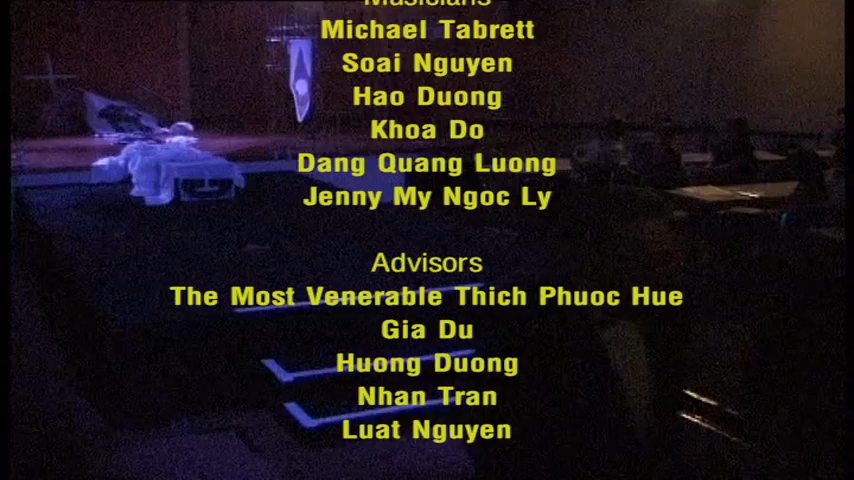 Musicians
Michael Tabrett
Soai Nguyen
Hao Duong
Khoa Do
Dang Quang Luong
Jenny My Ngoc Ly
Advisors
The Most Venerable Thich Phuoc Hue
Gia Du
Huong Duong
Nhan Tran
Luat Nguyen